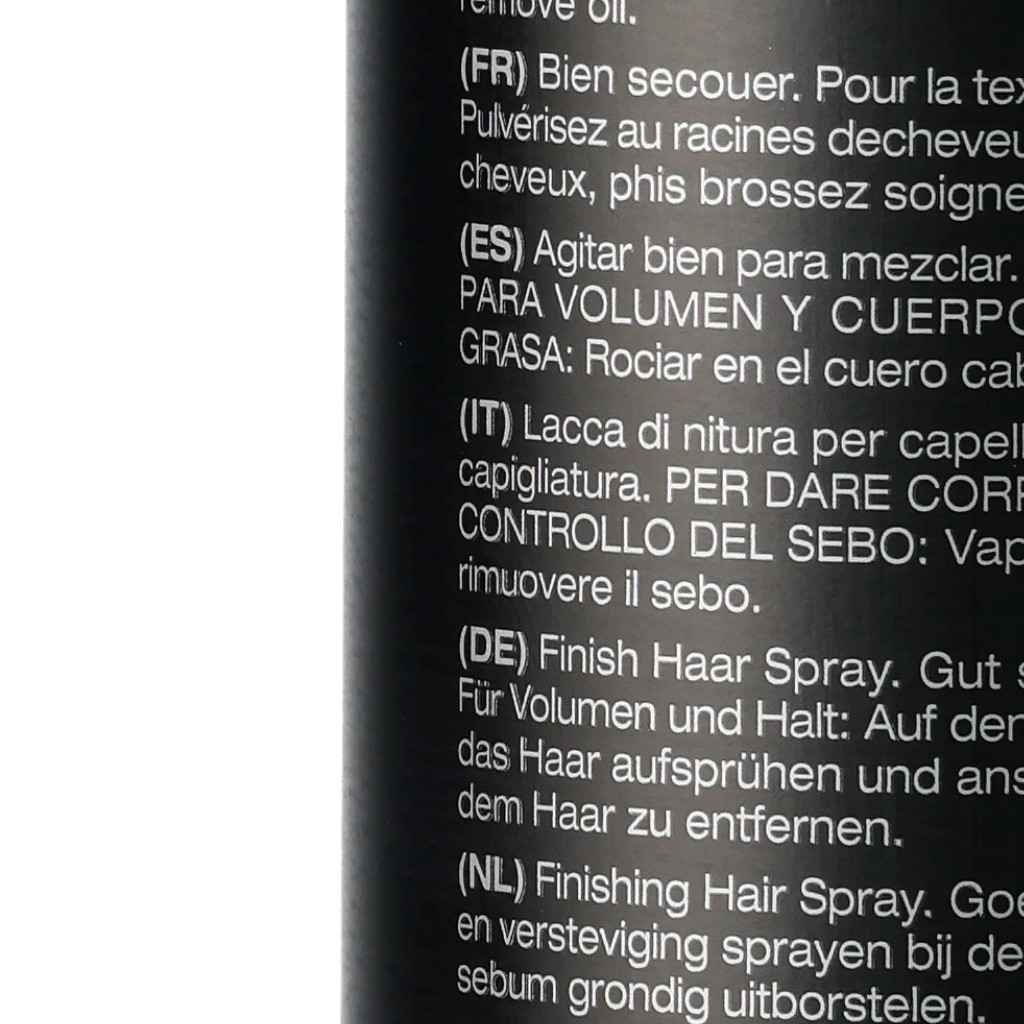 remove oil.
(FR) Bien secouer. Pour la tex
Pulvérisez au racines decheveu
cheveux, phis brossez soigne
(ES) Agitar bien para mezclar.
PARA VOLUMEN Y CUERPO
GRASA: Rociar en el cuero cab
(IT) Lacca di nitura per capell
capigliatura. PER DARE CORP
CONTROLLO DEL SEBO: Vap
rimuovere il sebo.
(DE) Finish Haar Spray. Gut s
Für Volumen und Halt: Auf den
das Haar aufsprühen und ans
dem Haar zu entfernen.
(NL) Finishing Hair Spray. Goe
en versteviging sprayen bij de
sebum grondig uitborstelen.